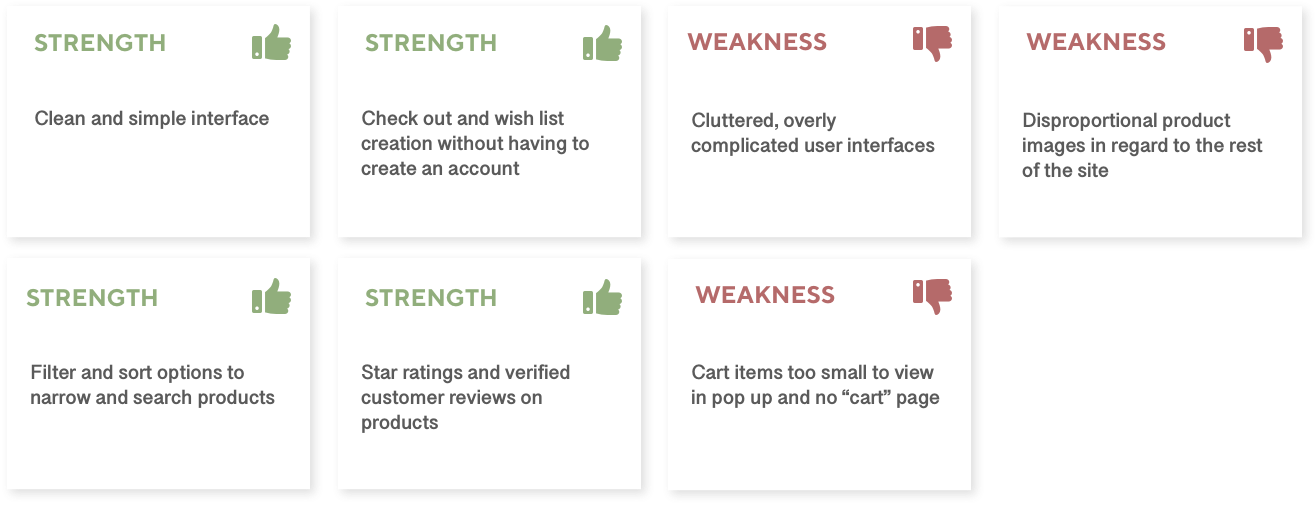 STRENGTH
Clean and simple interface
STRENGTH
Check out and wish list
creation without having to
create an account
WEAKNESS
Cluttered, overly
complicated user interfaces
WEAKNESS
Disproportional product
images in regard to the rest
of the site
STRENGTH
Filter and sort options to
narrow and search products
STRENGTH
Star ratings and verified
customer reviews on
products
WEAKNESS
Cart items too small to view
in pop up and no “cart” page